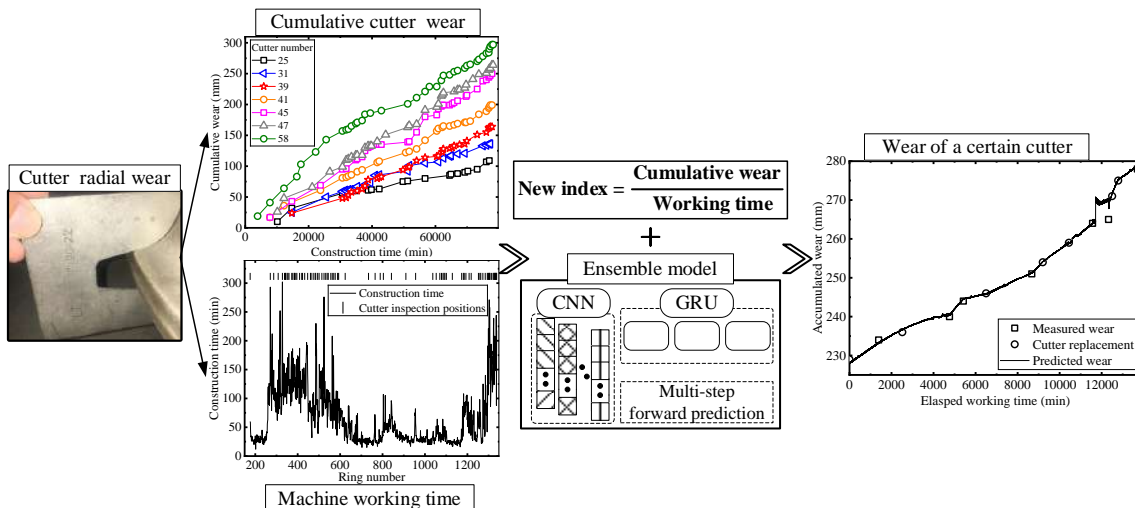 Cutter radial wear
Cumulative cutter wear
Cumulative wear (mm)
300
250
200
150
100
50
0
Cutter number
25
31
39
41
45
47
58
20000
40000
60000
Construction time (min)
Construction time (min)
300
250
200
150
100
50
0
Construction time
Cutter inspection positions
200
400
600
800
1000
1200
Ring number
Machine working time
New index = Cumulative wear
Working time
+
Ensemble model
CNN
GRU
Multi-step
forward prediction
Wear of a certain cutter
Accumulated wear (mm)
280
270
260
250
240
230
Measured wear
Cutter replacement
Predicted wear
0
2000
4000
6000
8000
10000
12000
Elasped working time (min)